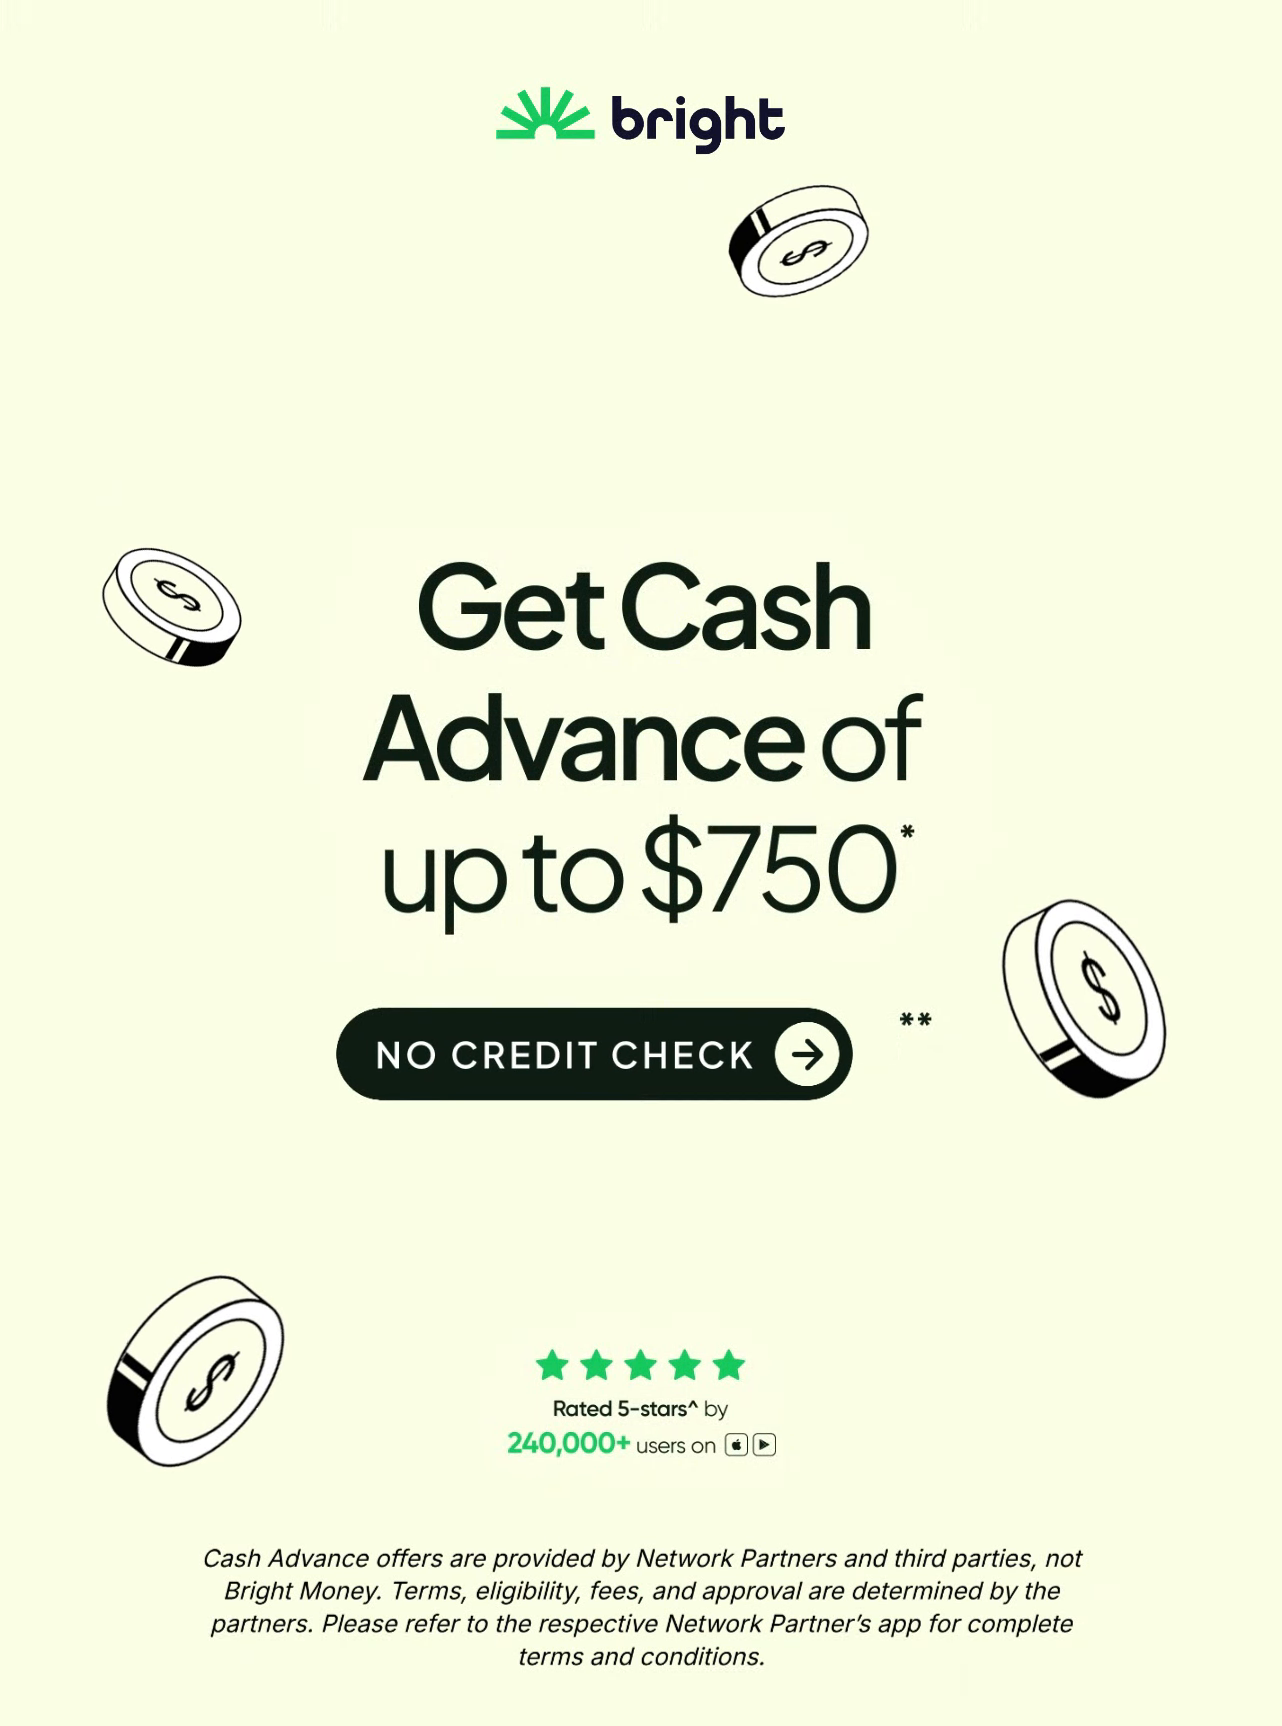 bright
Get Cash
Advance of
up to $750*
NO CREDIT CHECK **
Rated 5-stars^ by
240,000+ users on
Cash Advance offers are provided by Network Partners and third parties, not
Bright Money. Terms, eligibility, fees, and approval are determined by the
partners. Please refer to the respective Network Partner’s app for complete
terms and conditions.